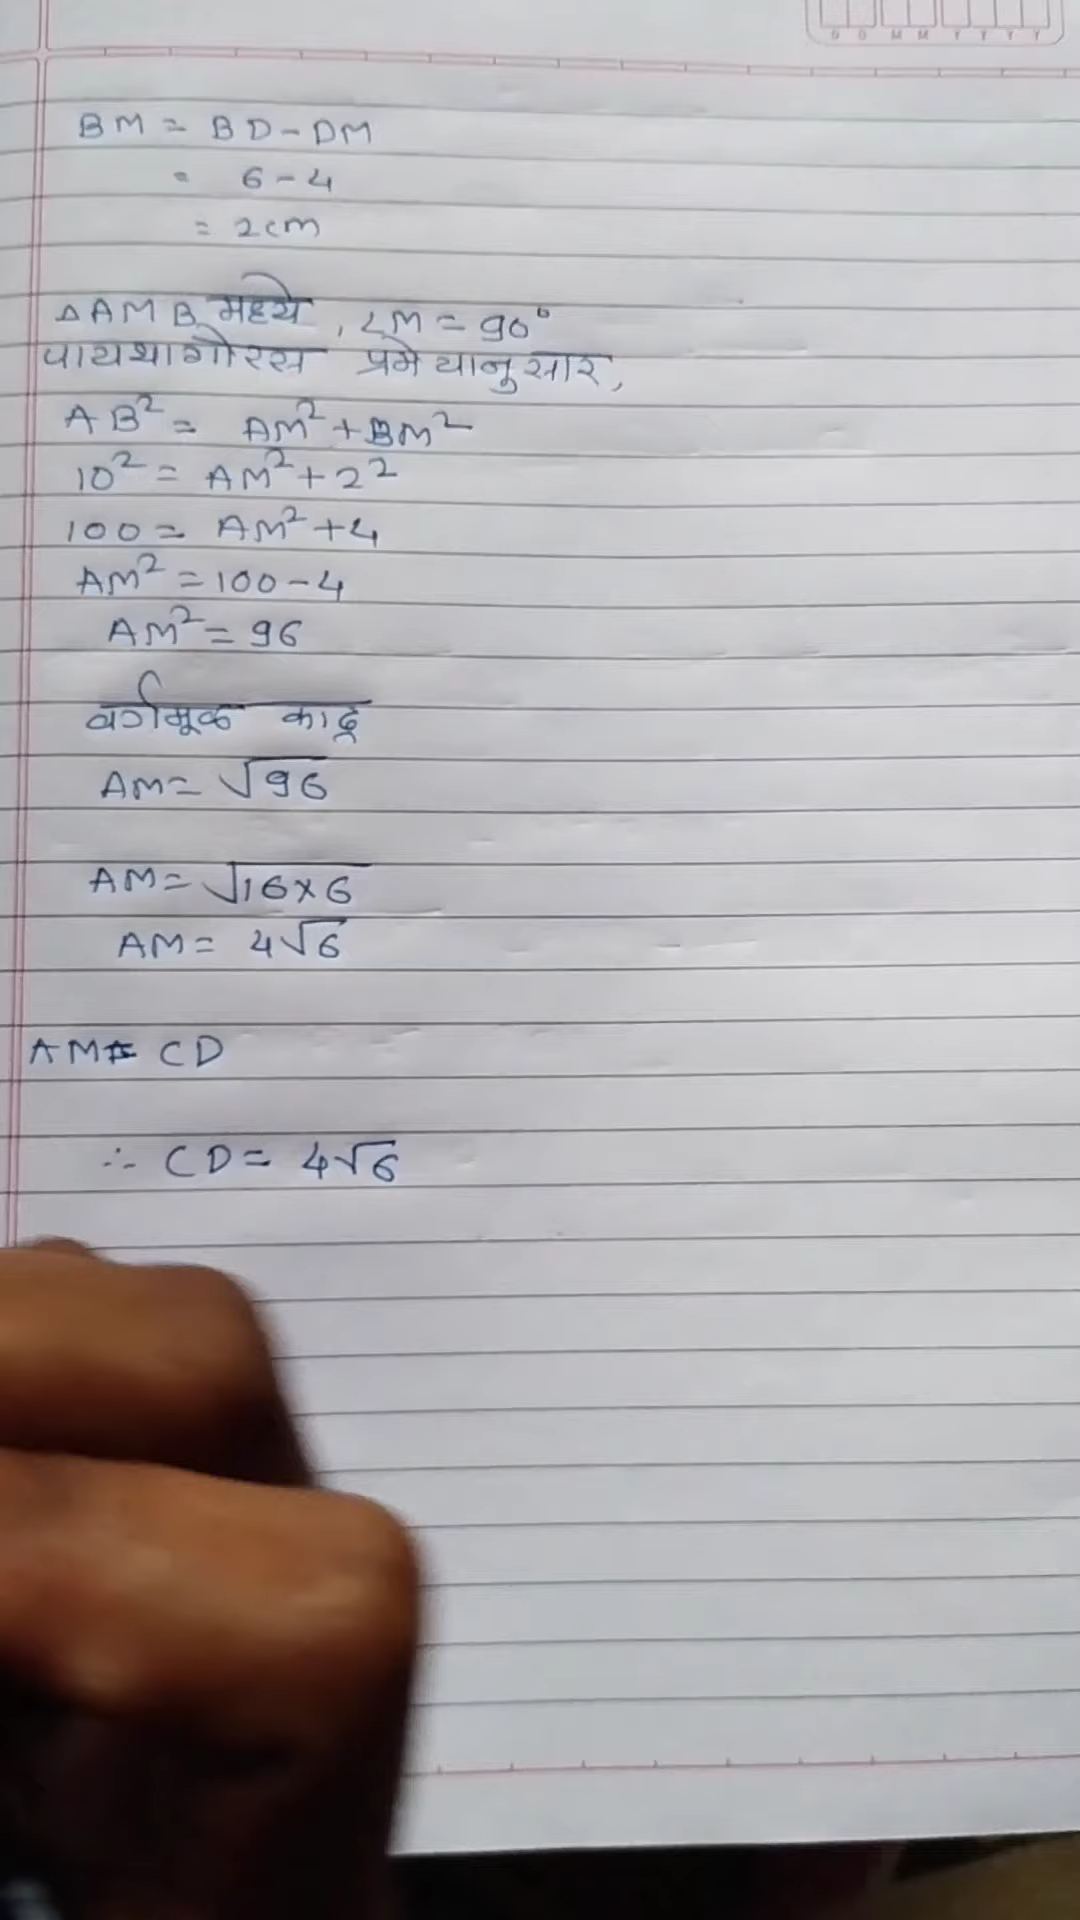 D D M M Y Y Y Y
BM = BD - DM
= 6 - 4
= 2cm
△AMB मध्ये, ∠M = 90°
पायथागोरस प्रमेयानुसार,
AB² = AM² + BM²
10² = AM² + 2²
100 = AM² + 4
AM² = 100 - 4
AM² = 96
वर्गमूळ काढू
AM = √96
AM = √16×6
AM = 4√6
AM = CD
∴ CD = 4√6